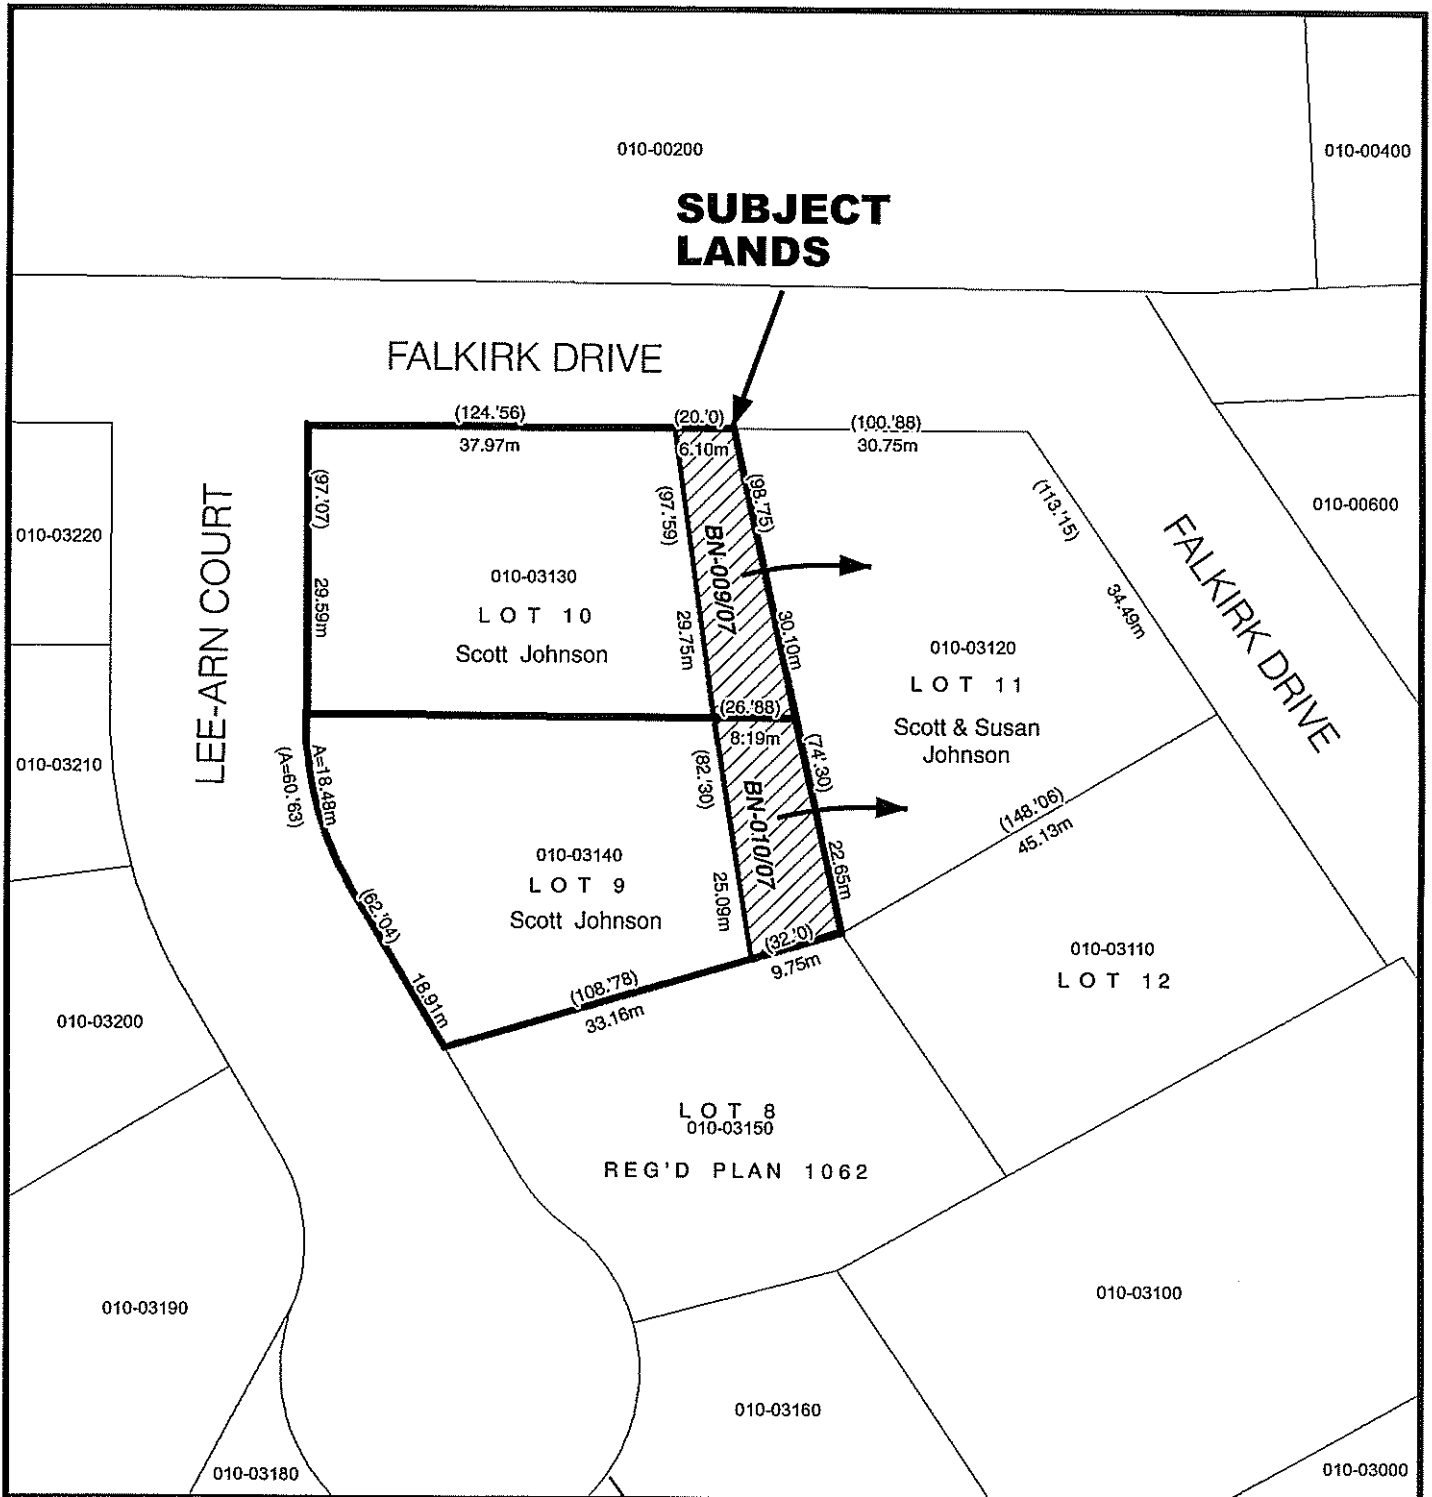 010-00200
010-00400
SUBJECT
LANDS
FALKIRK DRIVE
(124.'56)
37.97m
(20.'0)
6.10m
(100.'88)
30.75m
(97.'07)
29.59m
(97.'59)
29.75m
(98.'75)
30.10m
BN-009/07
(113.'15)
34.49m
010-00600
FALKIRK DRIVE
010-03220
LEE-ARN COURT
010-03130
LOT 10
Scott Johnson
010-03120
LOT 11
Scott & Susan
Johnson
(26.'88)
8.19m
010-03210
(A=60.'63)
A=18.48m
(82.'30)
25.09m
BN-010/07
(74'.30)
22.65m
(148.'06)
45.13m
010-03140
LOT 9
Scott Johnson
(62.'04)
18.91m
(32.'0)
9.75m
(108.'78)
33.16m
010-03110
LOT 12
010-03200
LOT 8
010-03150
REG'D PLAN 1062
010-03190
010-03100
010-03160
010-03180
010-03000